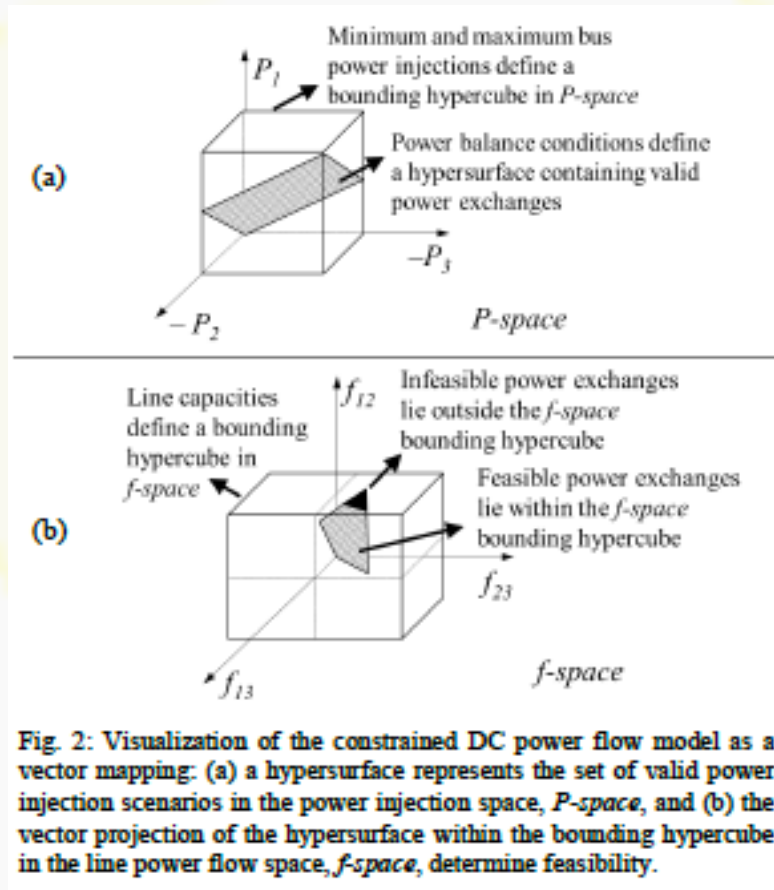 Minimum and maximum bus
power injections define a
bounding hypercube in P-space
P1
Power balance conditions define
a hypersurface containing valid
power exchanges
(a)
–P3
– P2
P-space
Line capacities
define a bounding
hypercube in
f-space
f12
Infeasible power exchanges
lie outside the f-space
bounding hypercube
Feasible power exchanges
lie within the f-space
bounding hypercube
(b)
f23
f13
f-space
Fig. 2: Visualization of the constrained DC power flow model as a
vector mapping: (a) a hypersurface represents the set of valid power
injection scenarios in the power injection space, P-space, and (b) the
vector projection of the hypersurface within the bounding hypercube
in the line power flow space, f-space, determine feasibility.